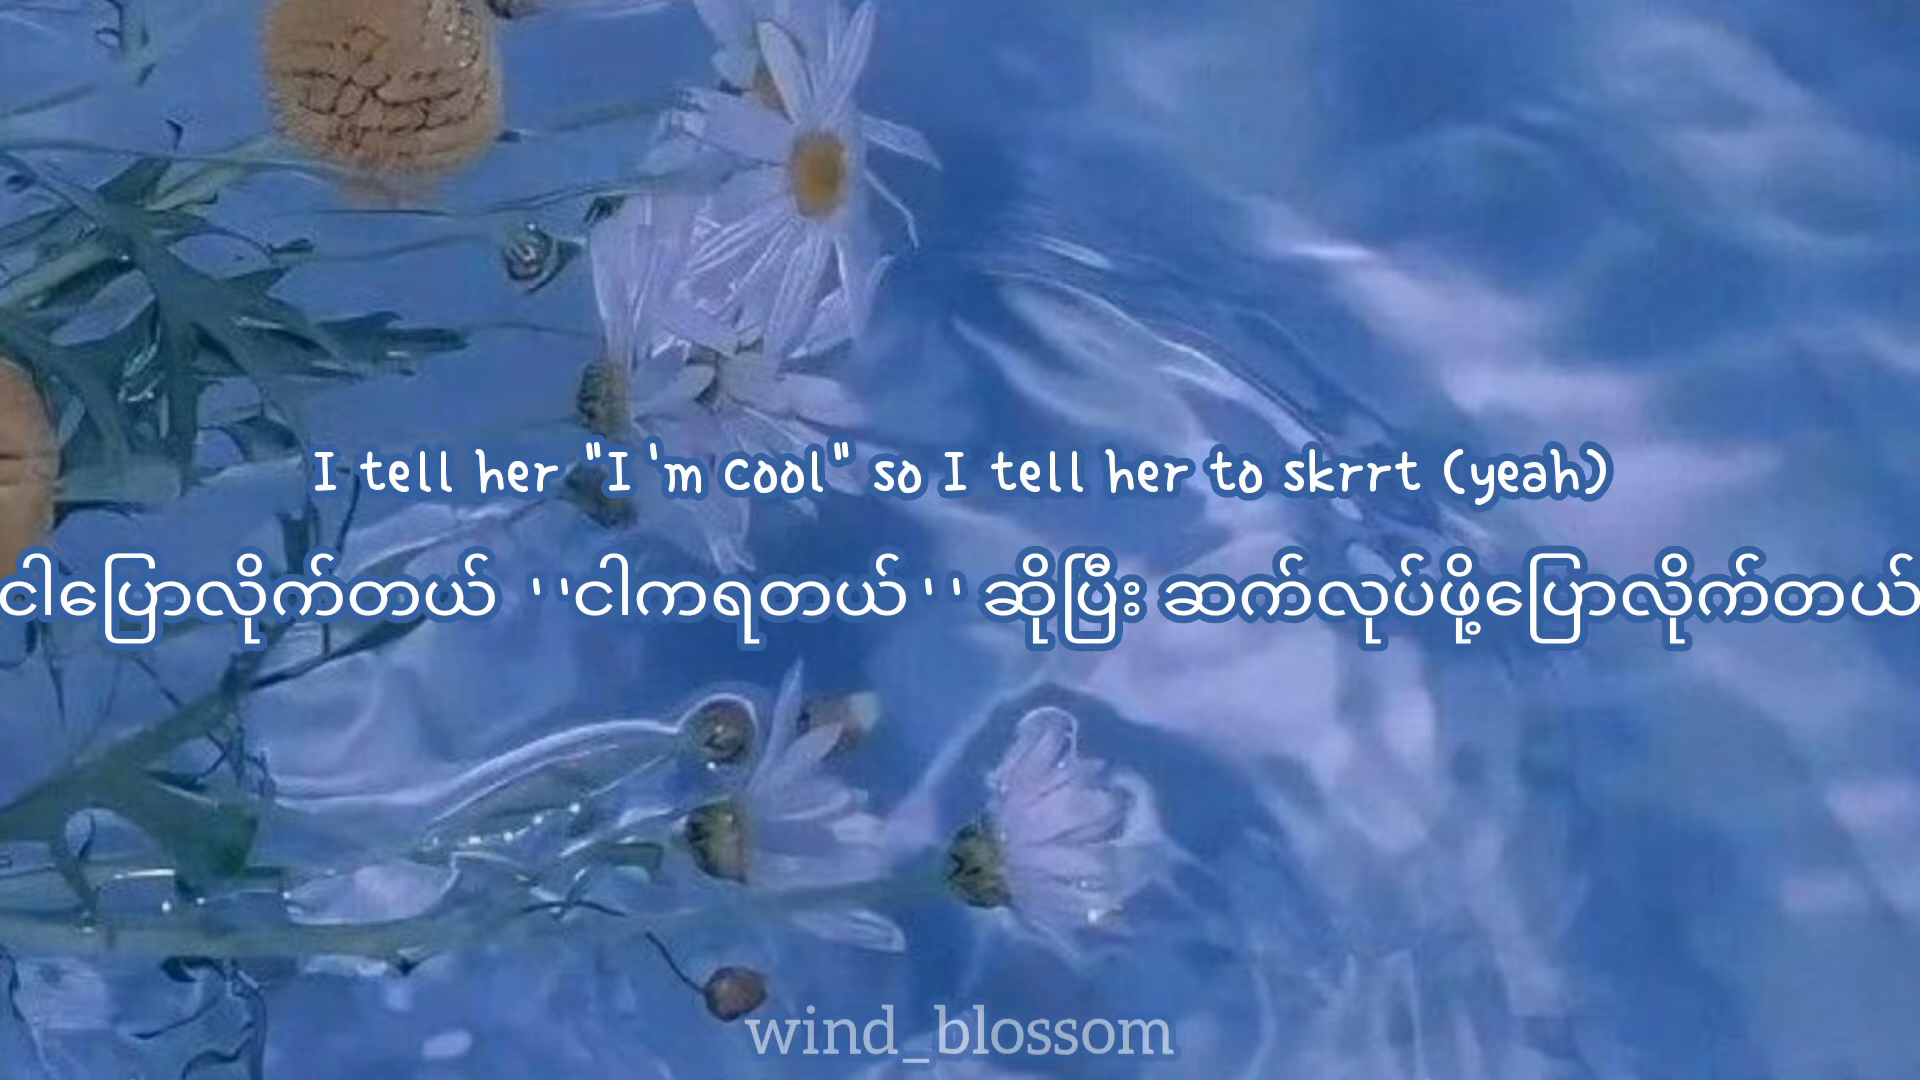 I tell her "I'm cool" so I tell her to skrrt (yeah)
ငါပြောလိုက်တယ် ''ငါကရတယ်'' ဆိုပြီး ဆက်လုပ်ဖို့ပြောလိုက်တယ်
wind_blossom